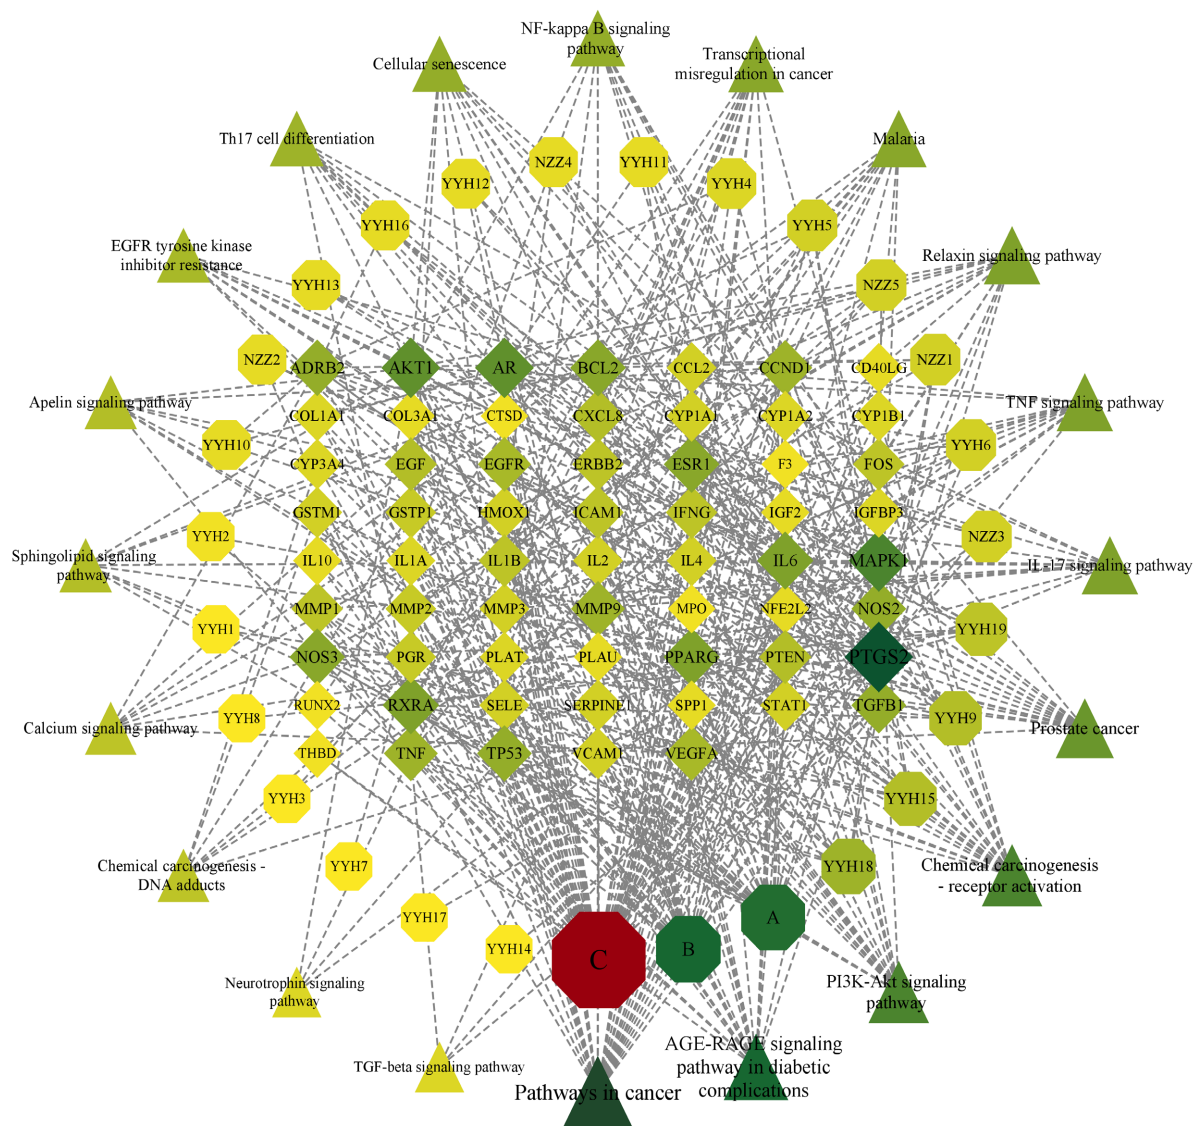 NF-kappa B signaling
pathway
Cellular senescence
Transcriptional
misregulation in cancer
Th17 cell differentiation
Malaria
NZZ4
YYH11
YYH12
YYH4
YYH16
YYH5
EGFR tyrosine kinase
inhibitor resistance
Relaxin signaling pathway
YYH13
NZZ5
NZZ2
NZZ1
ADRB2
AKT1
AR
BCL2
CCL2
CCND1
CD40LG
Apelin signaling pathway
TNF signaling pathway
COL1A1
COL3A1
CTSD
CXCL8
CYP1A1
CYP1A2
CYP1B1
YYH10
YYH6
CYP3A4
EGF
EGFR
ERBB2
ESR1
F3
FOS
GSTM1
GSTP1
HMOX1
ICAM1
IFNG
IGF2
IGFBP3
YYH2
NZZ3
Sphingolipid signaling
pathway
IL10
IL1A
IL1B
IL2
IL4
IL6
MAPK1
IL-17 signaling pathway
MMP1
MMP2
MMP3
MMP9
MPO
NFE2L2
NOS2
YYH1
YYH19
NOS3
PGR
PLAT
PLAU
PPARG
PTEN
PTGS2
RUNX2
RXRA
SELE
SERPINE1
SPP1
STAT1
TGFB1
YYH8
YYH9
Calcium signaling pathway
Prostate cancer
THBD
TNF
TP53
VCAM1
VEGFA
YYH3
YYH15
YYH7
YYH18
Chemical carcinogenesis -
DNA adducts
Chemical carcinogenesis
- receptor activation
YYH17
A
YYH14
B
C
Neurotrophin signaling
pathway
PI3K-Akt signaling
pathway
TGF-beta signaling pathway
AGE-RAGE signaling
pathway in diabetic
complications
Pathways in cancer